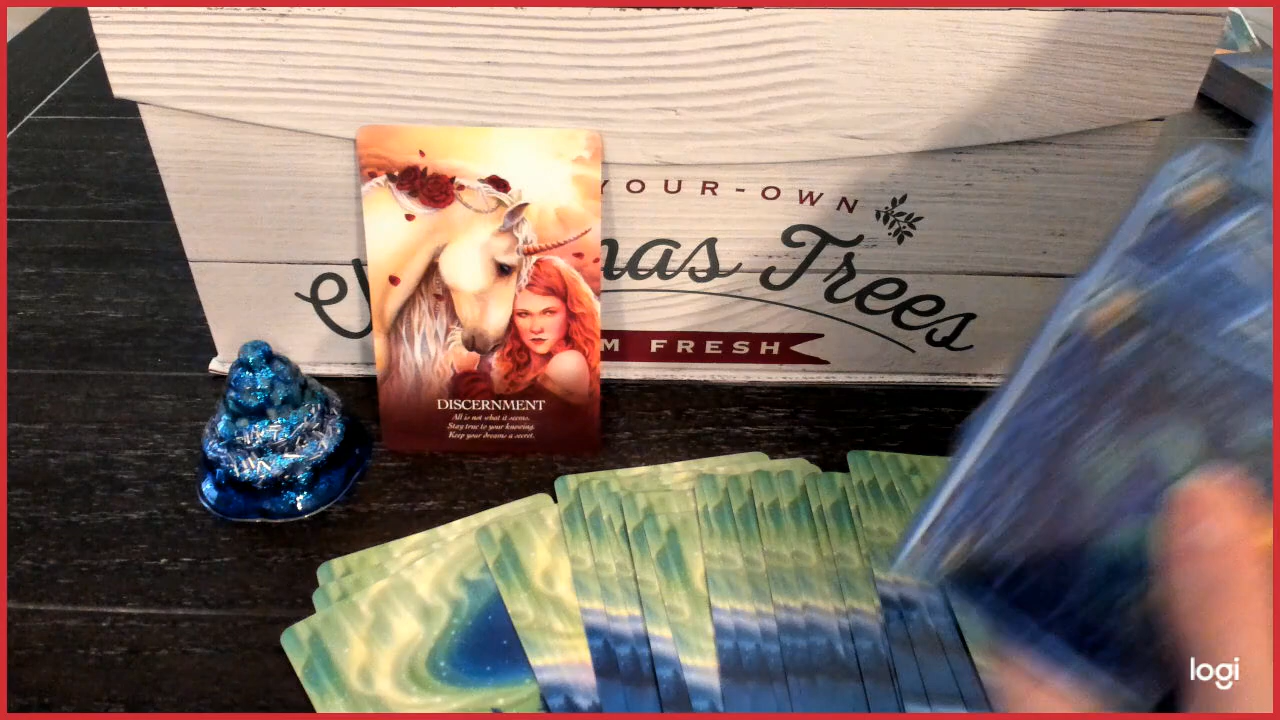 YOUR-OWN
mas Trees
M FRESH
DISCERNMENT
All is not what it seems.
Stay true to your knowing.
Keep your dreams a secret.
logi